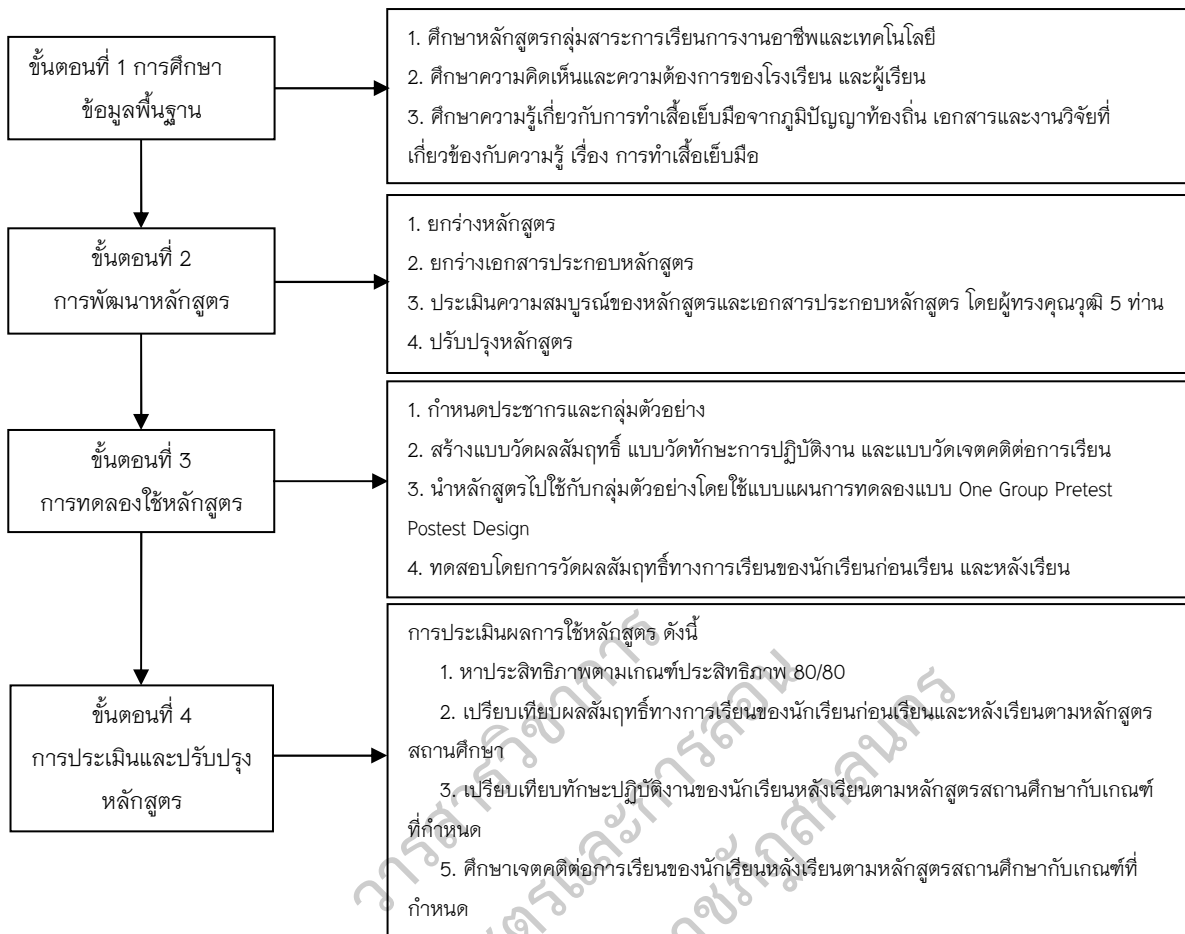 ขั้นตอนที่ 1 การศึกษา
ข้อมูลพื้นฐาน
1. ศึกษาหลักสูตรกลุ่มสาระการเรียนการงานอาชีพและเทคโนโลยี
2. ศึกษาความคิดเห็นและความต้องการของโรงเรียน และผู้เรียน
3. ศึกษาความรู้เกี่ยวกับการทำเสื้อเย็บมือจากภูมิปัญญาท้องถิ่น เอกสารและงานวิจัยที่
เกี่ยวข้องกับความรู้ เรื่อง การทำเสื้อเย็บมือ
ขั้นตอนที่ 2
การพัฒนาหลักสูตร
1. ยกร่างหลักสูตร
2. ยกร่างเอกสารประกอบหลักสูตร
3. ประเมินความสมบูรณ์ของหลักสูตรและเอกสารประกอบหลักสูตร โดยผู้ทรงคุณวุฒิ 5 ท่าน
4. ปรับปรุงหลักสูตร
ขั้นตอนที่ 3
การทดลองใช้หลักสูตร
1. กำหนดประชากรและกลุ่มตัวอย่าง
2. สร้างแบบวัดผลสัมฤทธิ์ แบบวัดทักษะการปฏิบัติงาน และแบบวัดเจตคติต่อการเรียน
3. นำหลักสูตรไปใช้กับกลุ่มตัวอย่างโดยใช้แบบแผนการทดลองแบบ One Group Pretest
Postest Design
4. ทดสอบโดยการวัดผลสัมฤทธิ์ทางการเรียนของนักเรียนก่อนเรียน และหลังเรียน
ขั้นตอนที่ 4
การประเมินและปรับปรุง
หลักสูตร
การประเมินผลการใช้หลักสูตร ดังนี้
1. หาประสิทธิภาพตามเกณฑ์ประสิทธิภาพ 80/80
2. เปรียบเทียบผลสัมฤทธิ์ทางการเรียนของนักเรียนก่อนเรียนและหลังเรียนตามหลักสูตร
สถานศึกษา
3. เปรียบเทียบทักษะปฏิบัติงานของนักเรียนหลังเรียนตามหลักสูตรสถานศึกษากับเกณฑ์
ที่กำหนด
5. ศึกษาเจตคติต่อการเรียนของนักเรียนหลังเรียนตามหลักสูตรสถานศึกษากับเกณฑ์ที่
กำหนด
วารสารวิชาการ
ตรและการสอน
ชภัฏสกลนคร